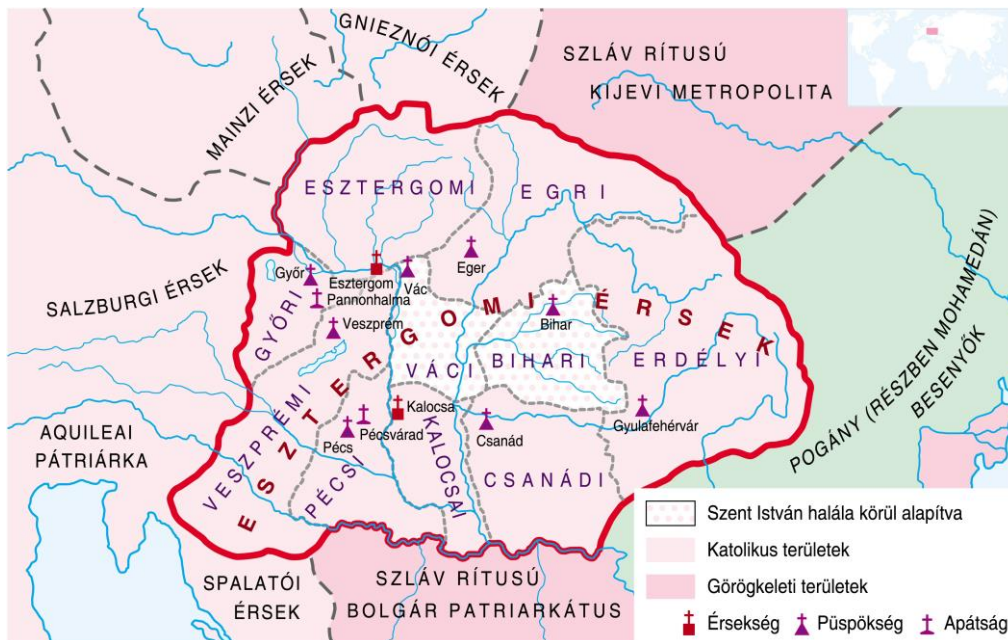 GNIEZNÓI ÉRSEK
MAINZI ÉRSEK
SZLÁV RÍTUSÚ
KIJEVI METROPOLITA
ESZTERGOMI
EGRI
SALZBURGI ÉRSEK
Győr
Esztergom
Pannonhalma
Vác
Eger
Veszprém
Bihar
GYŐRI
ESZTERGOMI ÉRSEK
VÁCI
BIHARI
ERDÉLYI
POGÁNY (RÉSZBEN MOHAMEDÁN)
BESENYŐK
VESZPRÉMI
Kalocsa
Pécsvárad
Pécs
Csanád
Gyulafehérvár
AQUILEAI
PÁTRIÁRKA
PÉCSI
KALOCSAI
CSANÁDI
SPALATÓI
ÉRSEK
SZLÁV RÍTUSÚ
BOLGÁR PATRIARKÁTUS
Szent István halála körül alapítva
Katolikus területek
Görögkeleti területek
Érsekség Püspökség Apátság